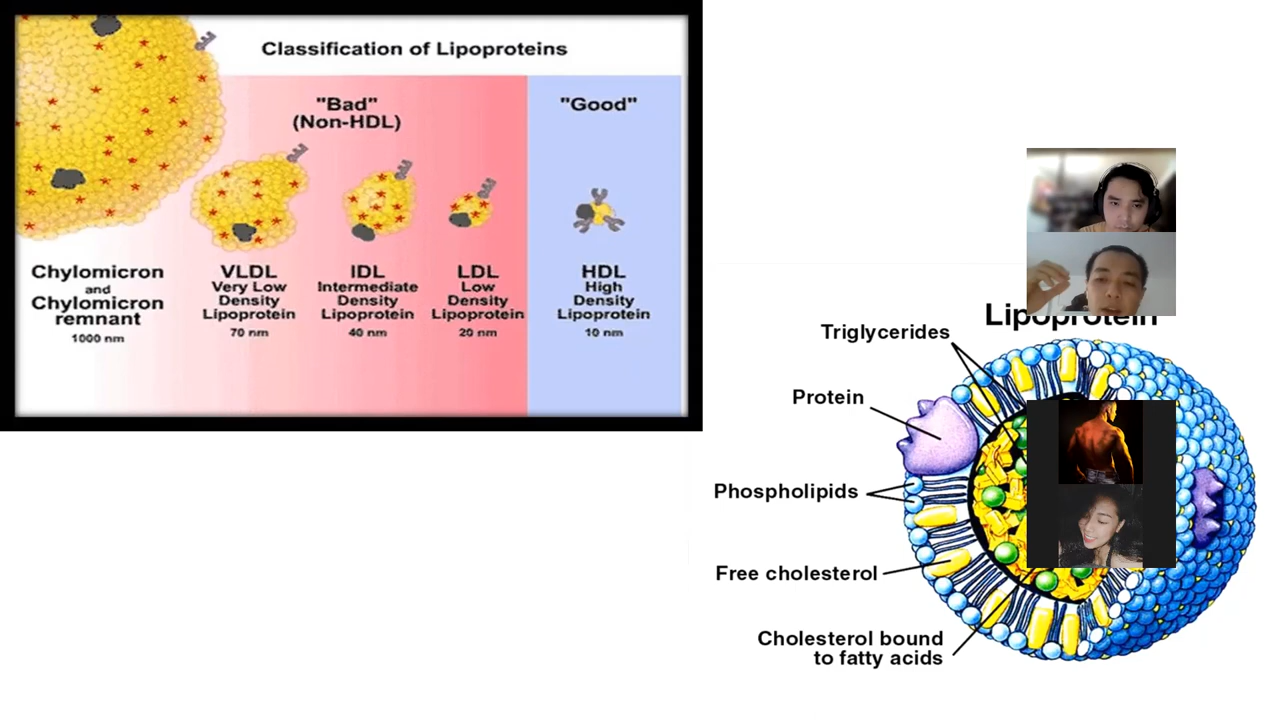 Classification of Lipoproteins
"Bad"
(Non-HDL)
"Good"
Chylomicron
and
Chylomicron
remnant
1000 nm
VLDL
Very Low
Density
Lipoprotein
70 nm
IDL
Intermediate
Density
Lipoprotein
40 nm
LDL
Low
Density
Lipoprotein
20 nm
HDL
High
Density
Lipoprotein
10 nm
Lipoprotein
Triglycerides
Protein
Phospholipids
Free cholesterol
Cholesterol bound
to fatty acids